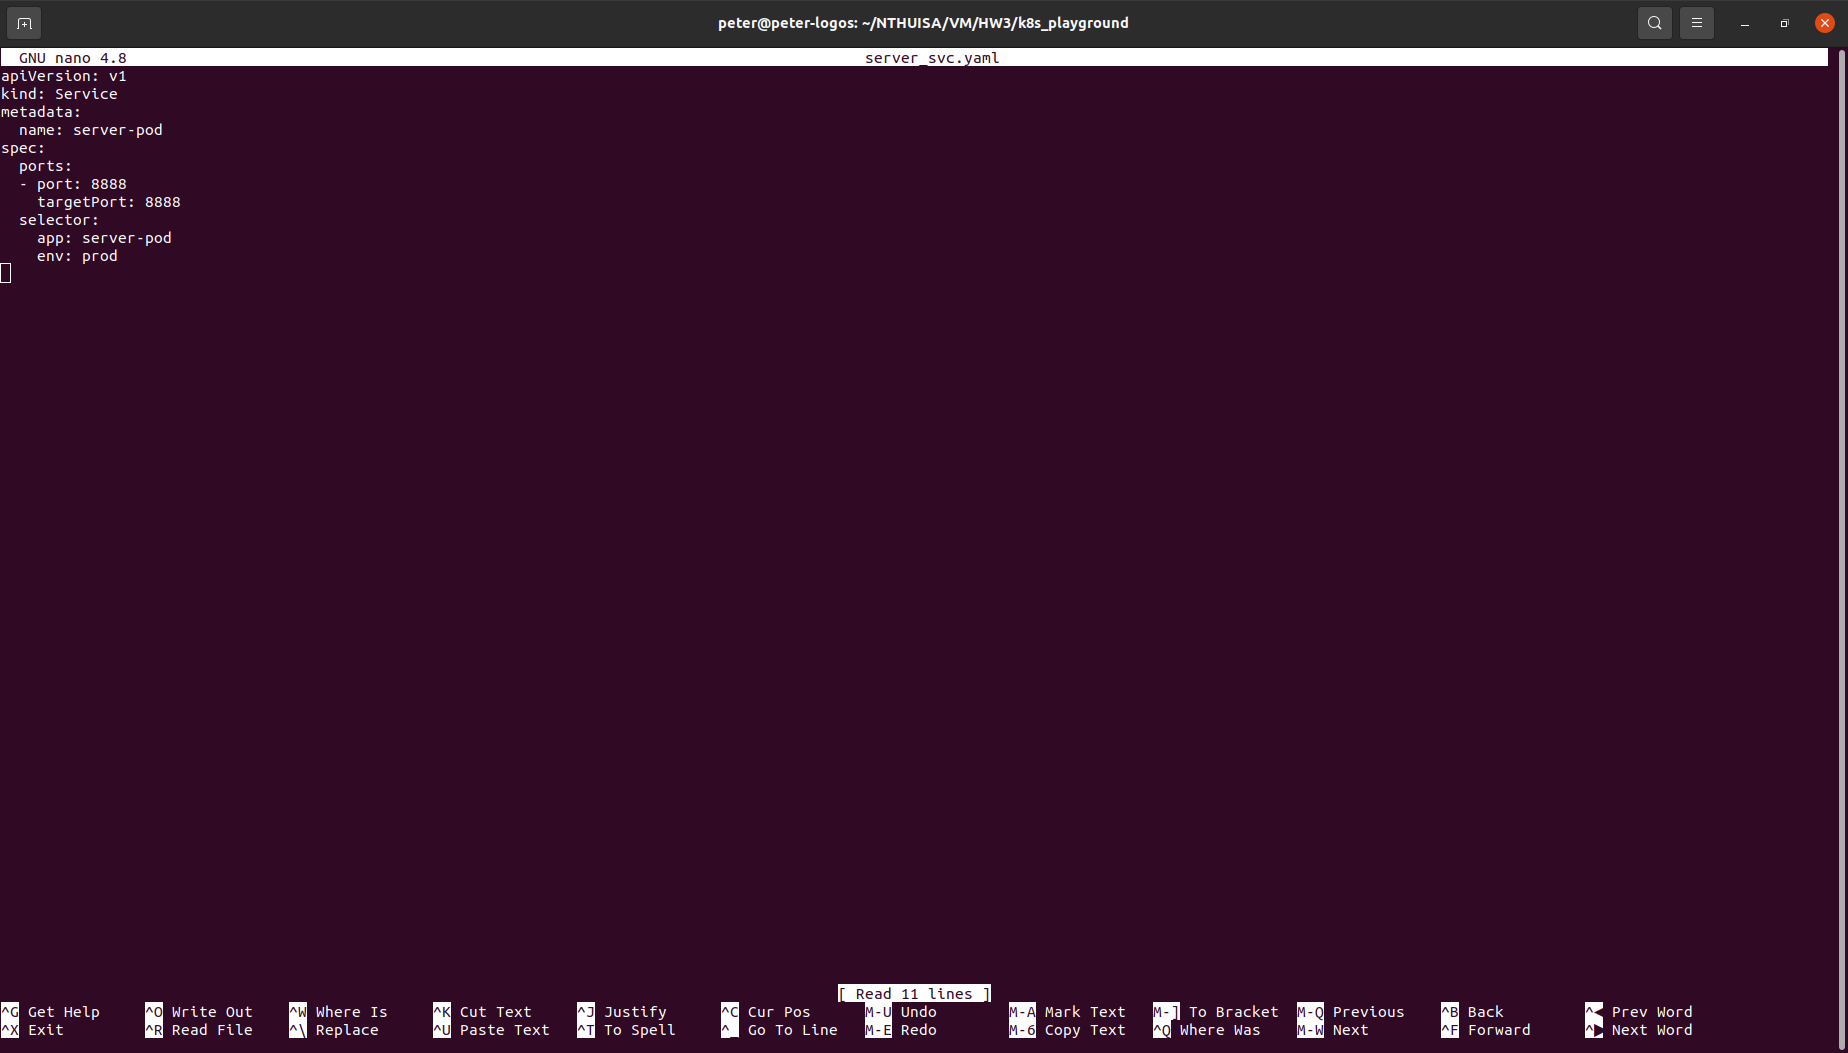 peter@peter-logos: ~/NTHUISA/VM/HW3/k8s_playground
GNU nano 4.8 server_svc.yaml
apiVersion: v1
kind: Service
metadata:
  name: server-pod
spec:
  ports:
  - port: 8888
    targetPort: 8888
  selector:
    app: server-pod
    env: prod
[ Read 11 lines ]
^G Get Help ^O Write Out ^W Where Is ^K Cut Text ^J Justify ^C Cur Pos M-U Undo M-A Mark Text M-] To Bracket M-Q Previous ^B Back ^◀ Prev Word
^X Exit ^R Read File ^\ Replace ^U Paste Text ^T To Spell ^_ Go To Line M-E Redo M-6 Copy Text ^Q Where Was M-W Next ^F Forward ^▶ Next Word